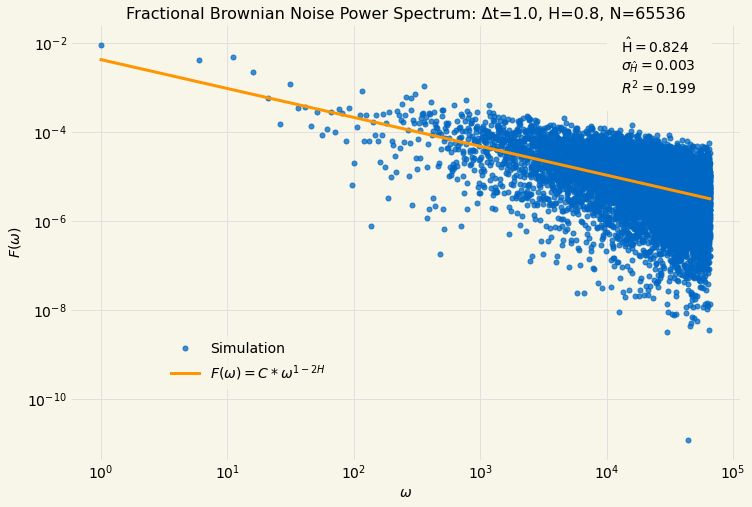 Fractional Brownian Noise Power Spectrum: Δt=1.0, H=0.8, N=65536
Ĥ = 0.824
σ_Ĥ = 0.003
R² = 0.199
10⁻²
10⁻⁴
10⁻⁶
10⁻⁸
10⁻¹⁰
F(ω)
Simulation
F(ω) = C * ω^{1−2H}
10⁰
10¹
10²
10³
10⁴
10⁵
ω